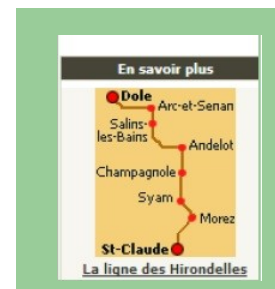 En savoir plus
Dole
Arc-et-Senan
Salins-
les-Bains
Andelot
Champagnole
Syam
Morez
St-Claude
La ligne des Hirondelles